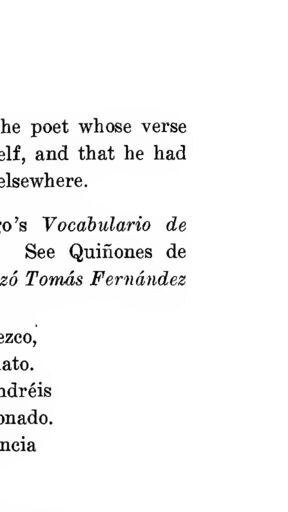 he poet whose verse
elf, and that he had
elsewhere.
go's Vocabulario de
See Quiñones de
zó Tomás Fernández
ezco,
ato.
ndréis
onado.
ncia